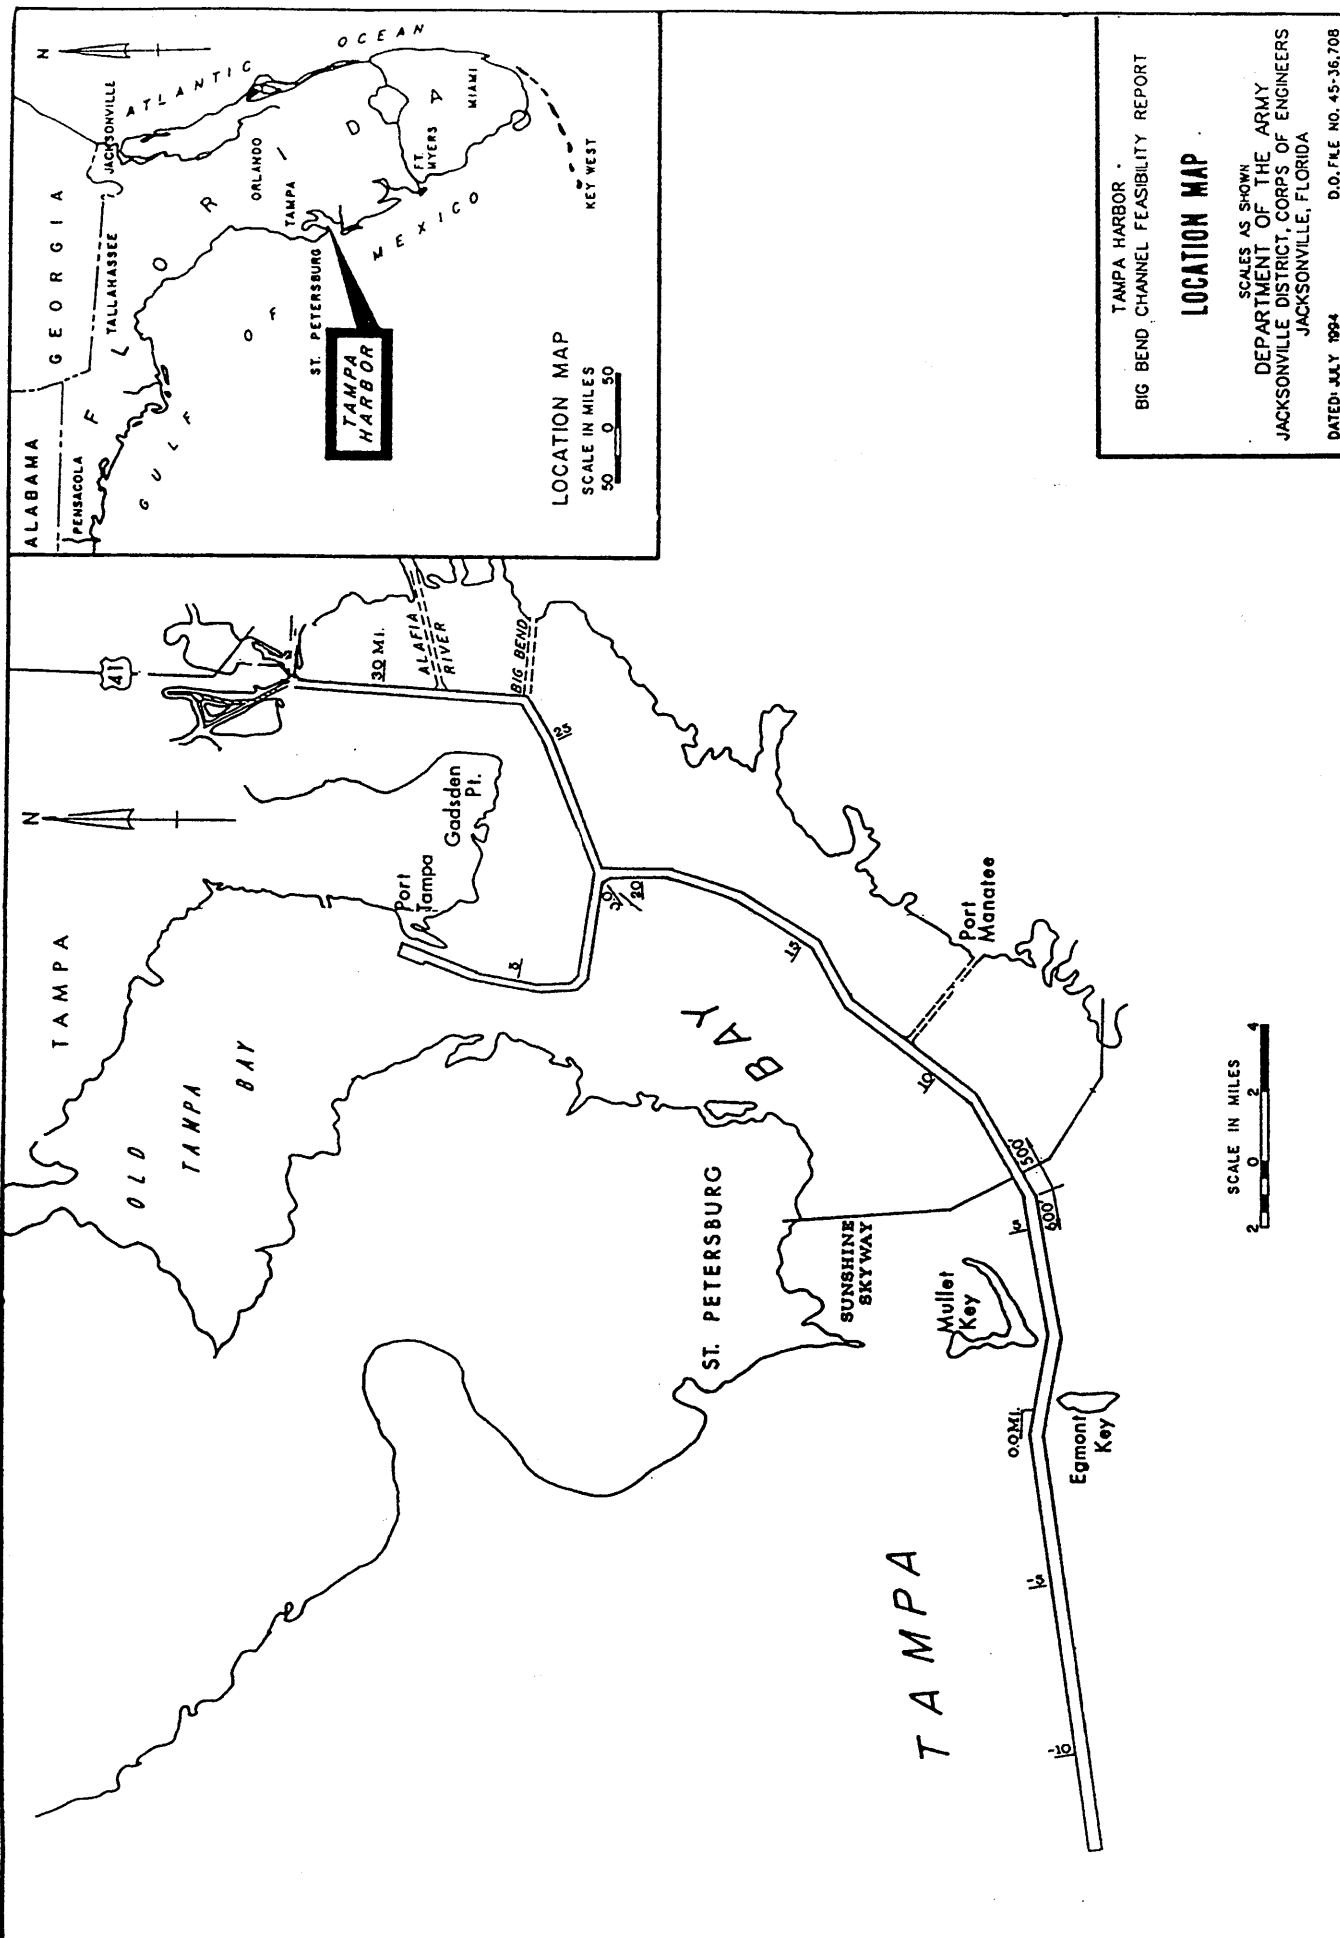 N
ALABAMA
GEORGIA
PENSACOLA
TALLAHASSEE
JACKSONVILLE
ATLANTIC OCEAN
FLORIDA
GULF OF MEXICO
ORLANDO
TAMPA
ST. PETERSBURG
FT.
MYERS
MIAMI
KEY WEST
TAMPA
HARBOR
LOCATION MAP
SCALE IN MILES
50 0 50
N
41
TAMPA
OLD
TAMPA
BAY
Port
Tampa
Gadsden
Pt.
30 MI.
ALAFIA
RIVER
BIG BEND
25
5
0
20
15
10
Port
Manatee
TAMPA BAY
ST. PETERSBURG
SUNSHINE
SKYWAY
500'
600'
5
Mullet
Key
0.0 MI.
Egmont
Key
-5
-10
SCALE IN MILES
2 0 2 4
TAMPA HARBOR
BIG BEND CHANNEL FEASIBILITY REPORT
LOCATION MAP
SCALES AS SHOWN
DEPARTMENT OF THE ARMY
JACKSONVILLE DISTRICT, CORPS OF ENGINEERS
JACKSONVILLE, FLORIDA
DATED: JULY 1994 D.O. FILE NO. 45-36,708